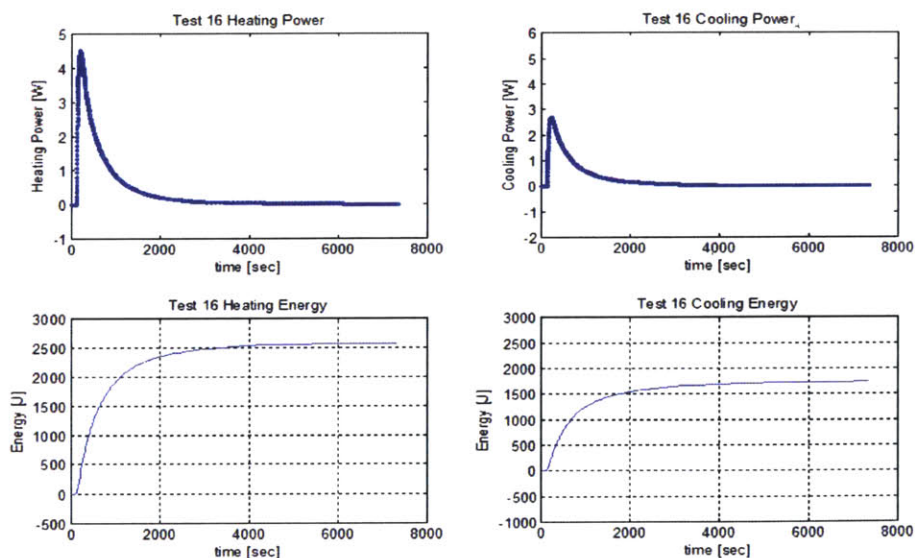 Test 16 Heating Power
5
4
3
2
1
0
-1
Heating Power [W]
0 2000 4000 6000 8000
time [sec]
Test 16 Cooling Power
6
5
4
3
2
1
0
-1
-2
Cooling Power [W]
0 2000 4000 6000 8000
time [sec]
Test 16 Heating Energy
3000
2500
2000
1500
1000
500
0
-500
Energy [J]
0 2000 4000 6000 8000
time [sec]
Test 16 Cooling Energy
3000
2500
2000
1500
1000
500
0
-500
-1000
Energy [J]
0 2000 4000 6000 8000
time [sec]